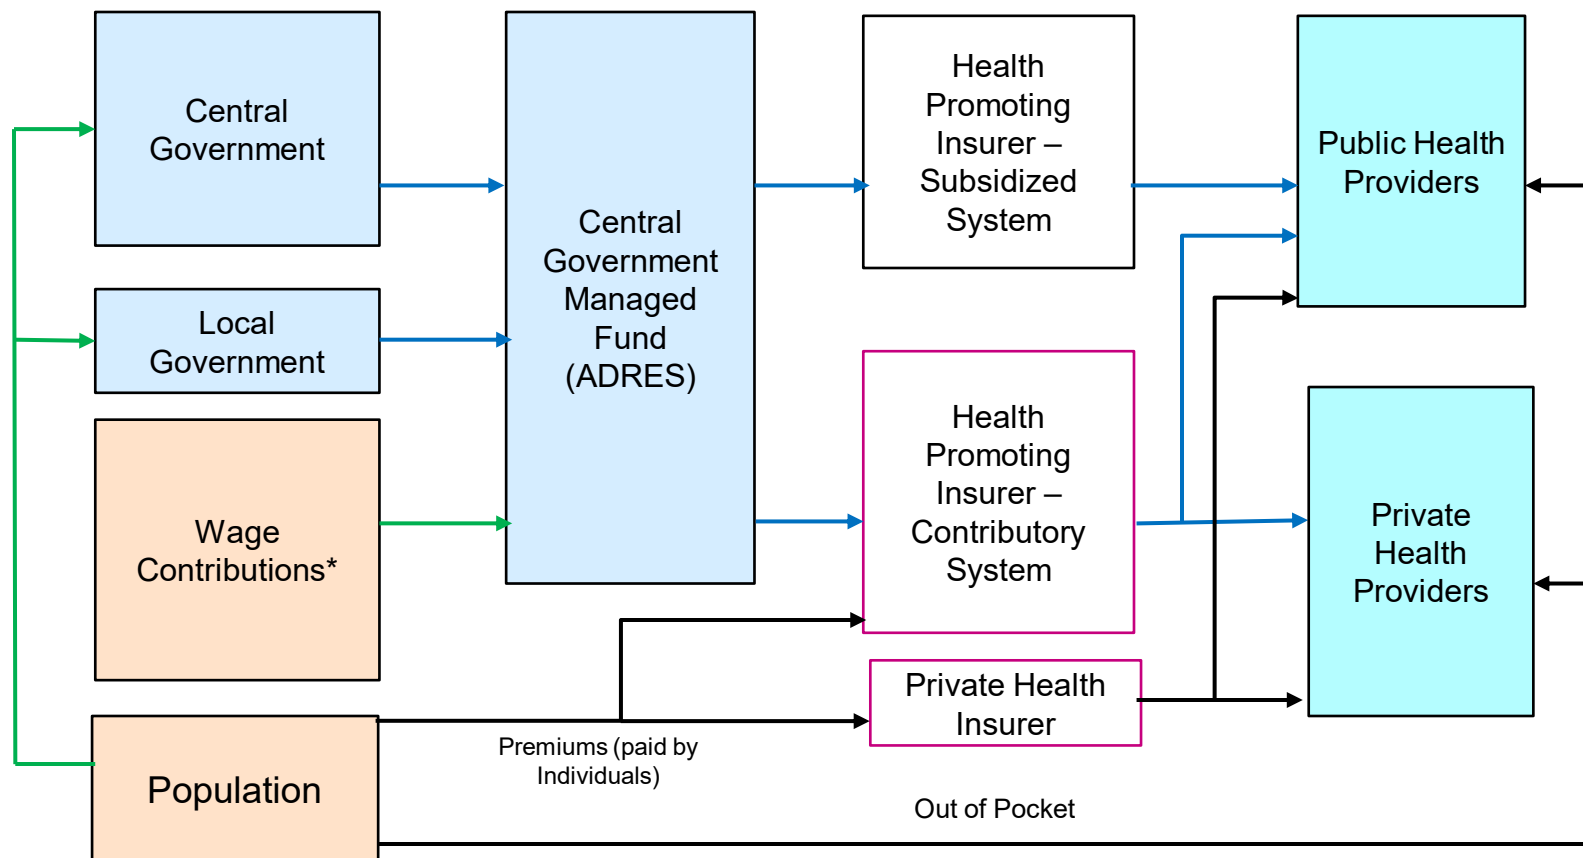 Central
Government
Local
Government
Wage
Contributions*
Population
Central
Government
Managed
Fund
(ADRES)
Premiums (paid by
Individuals)
Health
Promoting
Insurer –
Subsidized
System
Health
Promoting
Insurer –
Contributory
System
Private Health
Insurer
Out of Pocket
Public Health
Providers
Private
Health
Providers